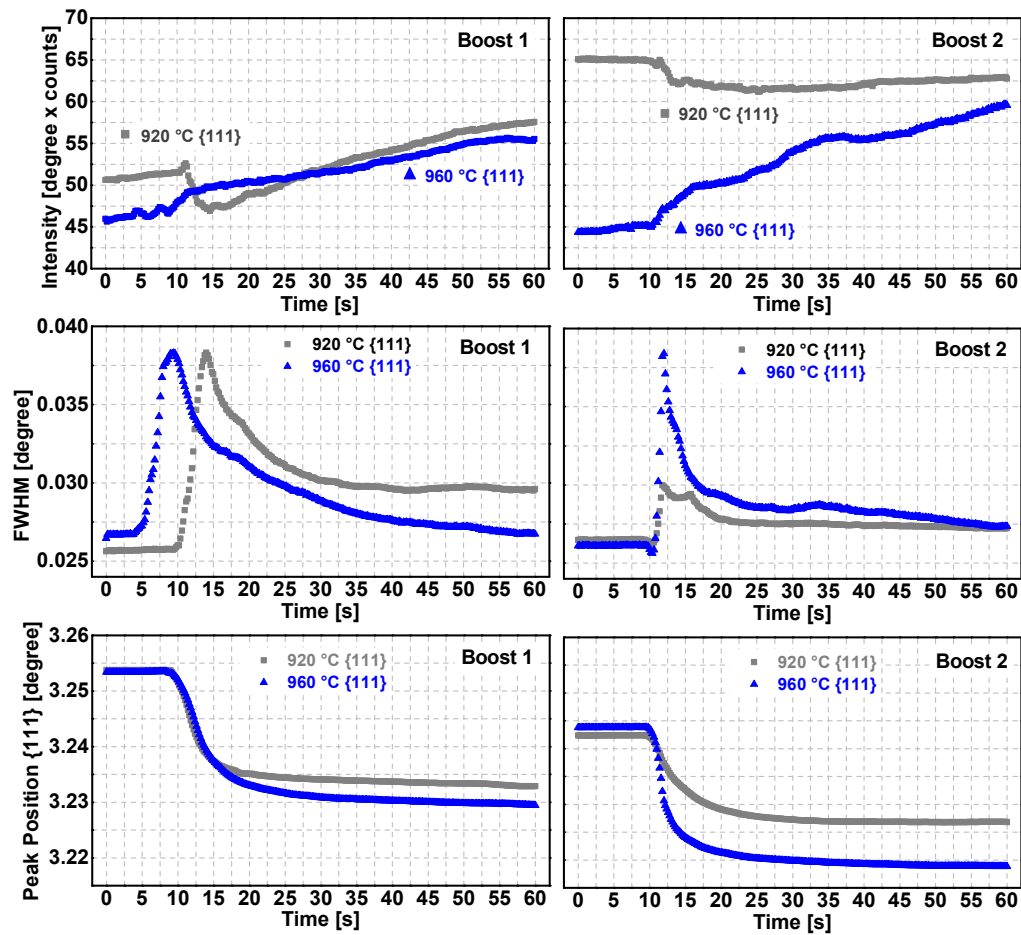 70
65
60
55
50
45
40
Intensity [degree x counts]
Boost 1
920 °C {111}
960 °C {111}
0 5 10 15 20 25 30 35 40 45 50 55 60
Time [s]
Boost 2
920 °C {111}
960 °C {111}
0 5 10 15 20 25 30 35 40 45 50 55 60
Time [s]
0.040
0.035
0.030
0.025
FWHM [degree]
920 °C {111}
960 °C {111}
Boost 1
0 5 10 15 20 25 30 35 40 45 50 55 60
Time [s]
920 °C {111}
960 °C {111}
Boost 2
0 5 10 15 20 25 30 35 40 45 50 55 60
Time [s]
3.26
3.25
3.24
3.23
3.22
Peak Position {111} [degree]
920 °C {111}
960 °C {111}
Boost 1
0 5 10 15 20 25 30 35 40 45 50 55 60
Time [s]
920 °C {111}
960 °C {111}
Boost 2
0 5 10 15 20 25 30 35 40 45 50 55 60
Time [s]